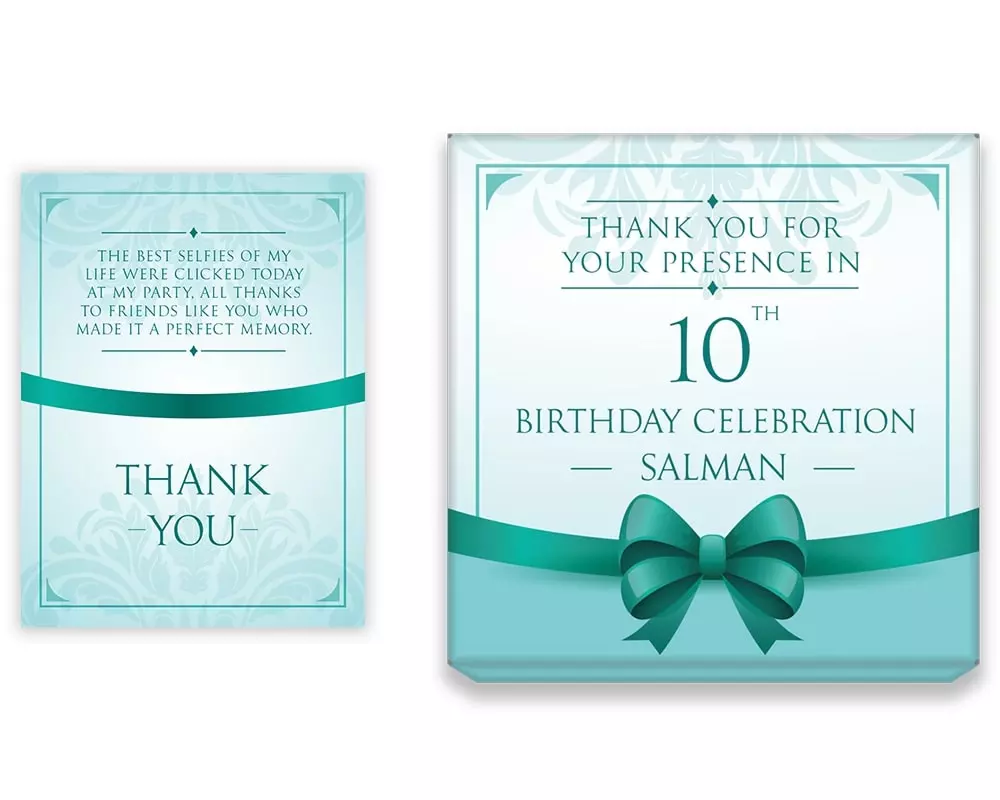 THE BEST SELFIES OF MY
LIFE WERE CLICKED TODAY
AT MY PARTY, ALL THANKS
TO FRIENDS LIKE YOU WHO
MADE IT A PERFECT MEMORY.
THANK
-YOU-
THANK YOU FOR
YOUR PRESENCE IN
10TH
BIRTHDAY CELEBRATION
— SALMAN —